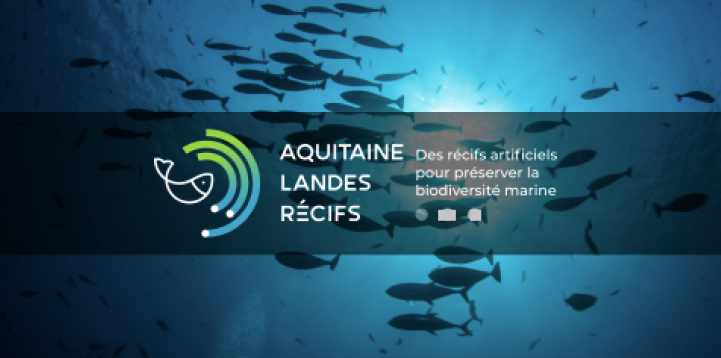 AQUITAINE
LANDES
RÉCIFS
Des récifs artificiels
pour préserver la
biodiversité marine